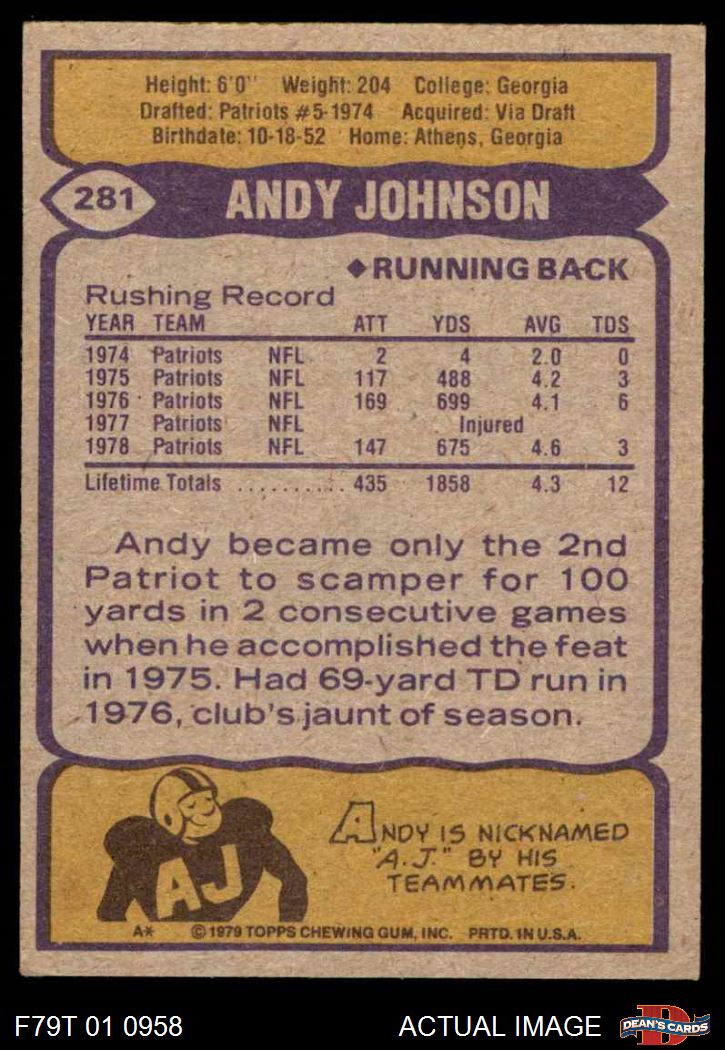 Height: 6'0" Weight: 204 College: Georgia
Drafted: Patriots #5-1974 Acquired: Via Draft
Birthdate: 10-18-52 Home: Athens, Georgia
281 ANDY JOHNSON
◆RUNNING BACK
Rushing Record
YEAR TEAM ATT YDS AVG TDS
1974 Patriots NFL 2 4 2.0 0
1975 Patriots NFL 117 488 4.2 3
1976 Patriots NFL 169 699 4.1 6
1977 Patriots NFL Injured
1978 Patriots NFL 147 675 4.6 3
Lifetime Totals .......... 435 1858 4.3 12
Andy became only the 2nd
Patriot to scamper for 100
yards in 2 consecutive games
when he accomplished the feat
in 1975. Had 69-yard TD run in
1976, club's jaunt of season.
AJ
ANDY IS NICKNAMED
"A.J." BY HIS
TEAMMATES.
A* ©1979 TOPPS CHEWING GUM, INC. PRTD. IN U.S.A.
F79T 01 0958 ACTUAL IMAGE D DEAN'S CARDS